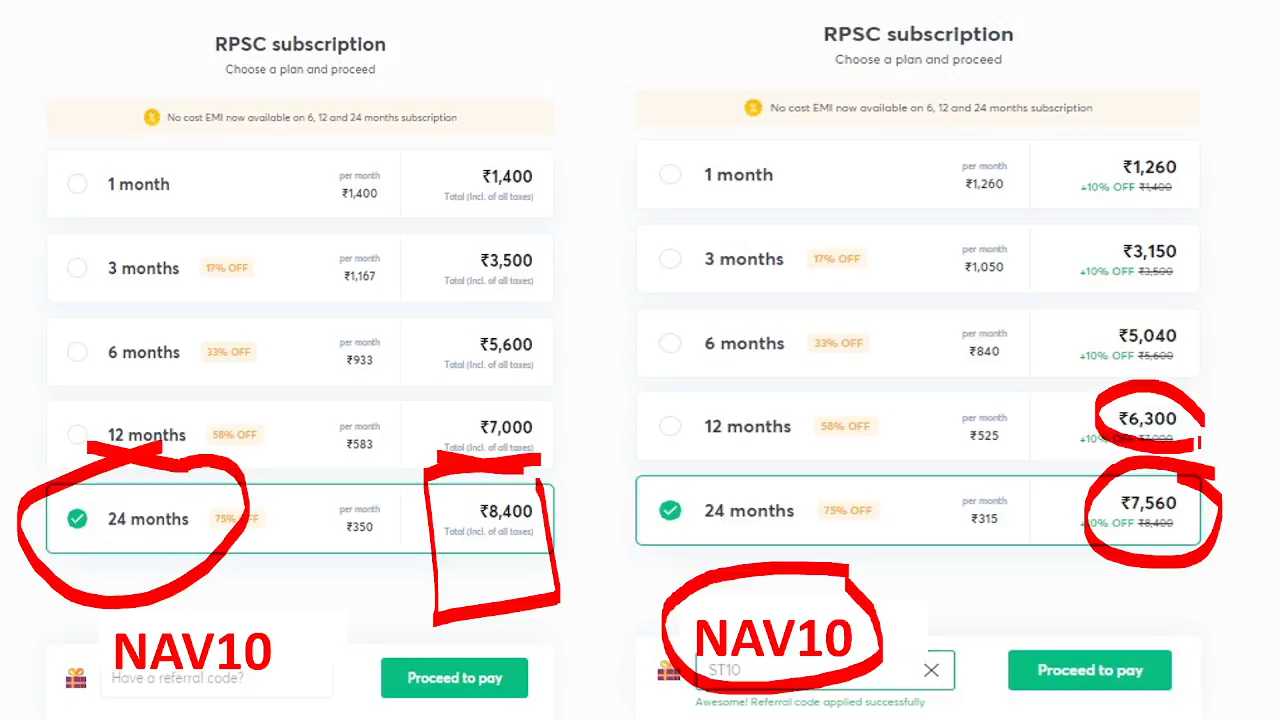 RPSC subscription
Choose a plan and proceed
No cost EMI now available on 6, 12 and 24 months subscription
1 month
per month
₹1,400
₹1,400
Total (Incl. of all taxes)
3 months
17% OFF
per month
₹1,167
₹3,500
Total (Incl. of all taxes)
6 months
33% OFF
per month
₹933
₹5,600
Total (Incl. of all taxes)
12 months
58% OFF
per month
₹583
₹7,000
Total (Incl. of all taxes)
24 months
75% OFF
per month
₹350
₹8,400
Total (Incl. of all taxes)
NAV10
Have a referral code?
Proceed to pay
RPSC subscription
Choose a plan and proceed
No cost EMI now available on 6, 12 and 24 months subscription
1 month
per month
₹1,260
₹1,260
+10% OFF ₹1,400
3 months
17% OFF
per month
₹1,050
₹3,150
+10% OFF ₹3,500
6 months
33% OFF
per month
₹840
₹5,040
+10% OFF ₹5,600
12 months
58% OFF
per month
₹525
₹6,300
+10% ₹7,000
24 months
75% OFF
per month
₹315
₹7,560
OFF ₹8,400
NAV10
ST10
Awesome! Referral code applied successfully
Proceed to pay